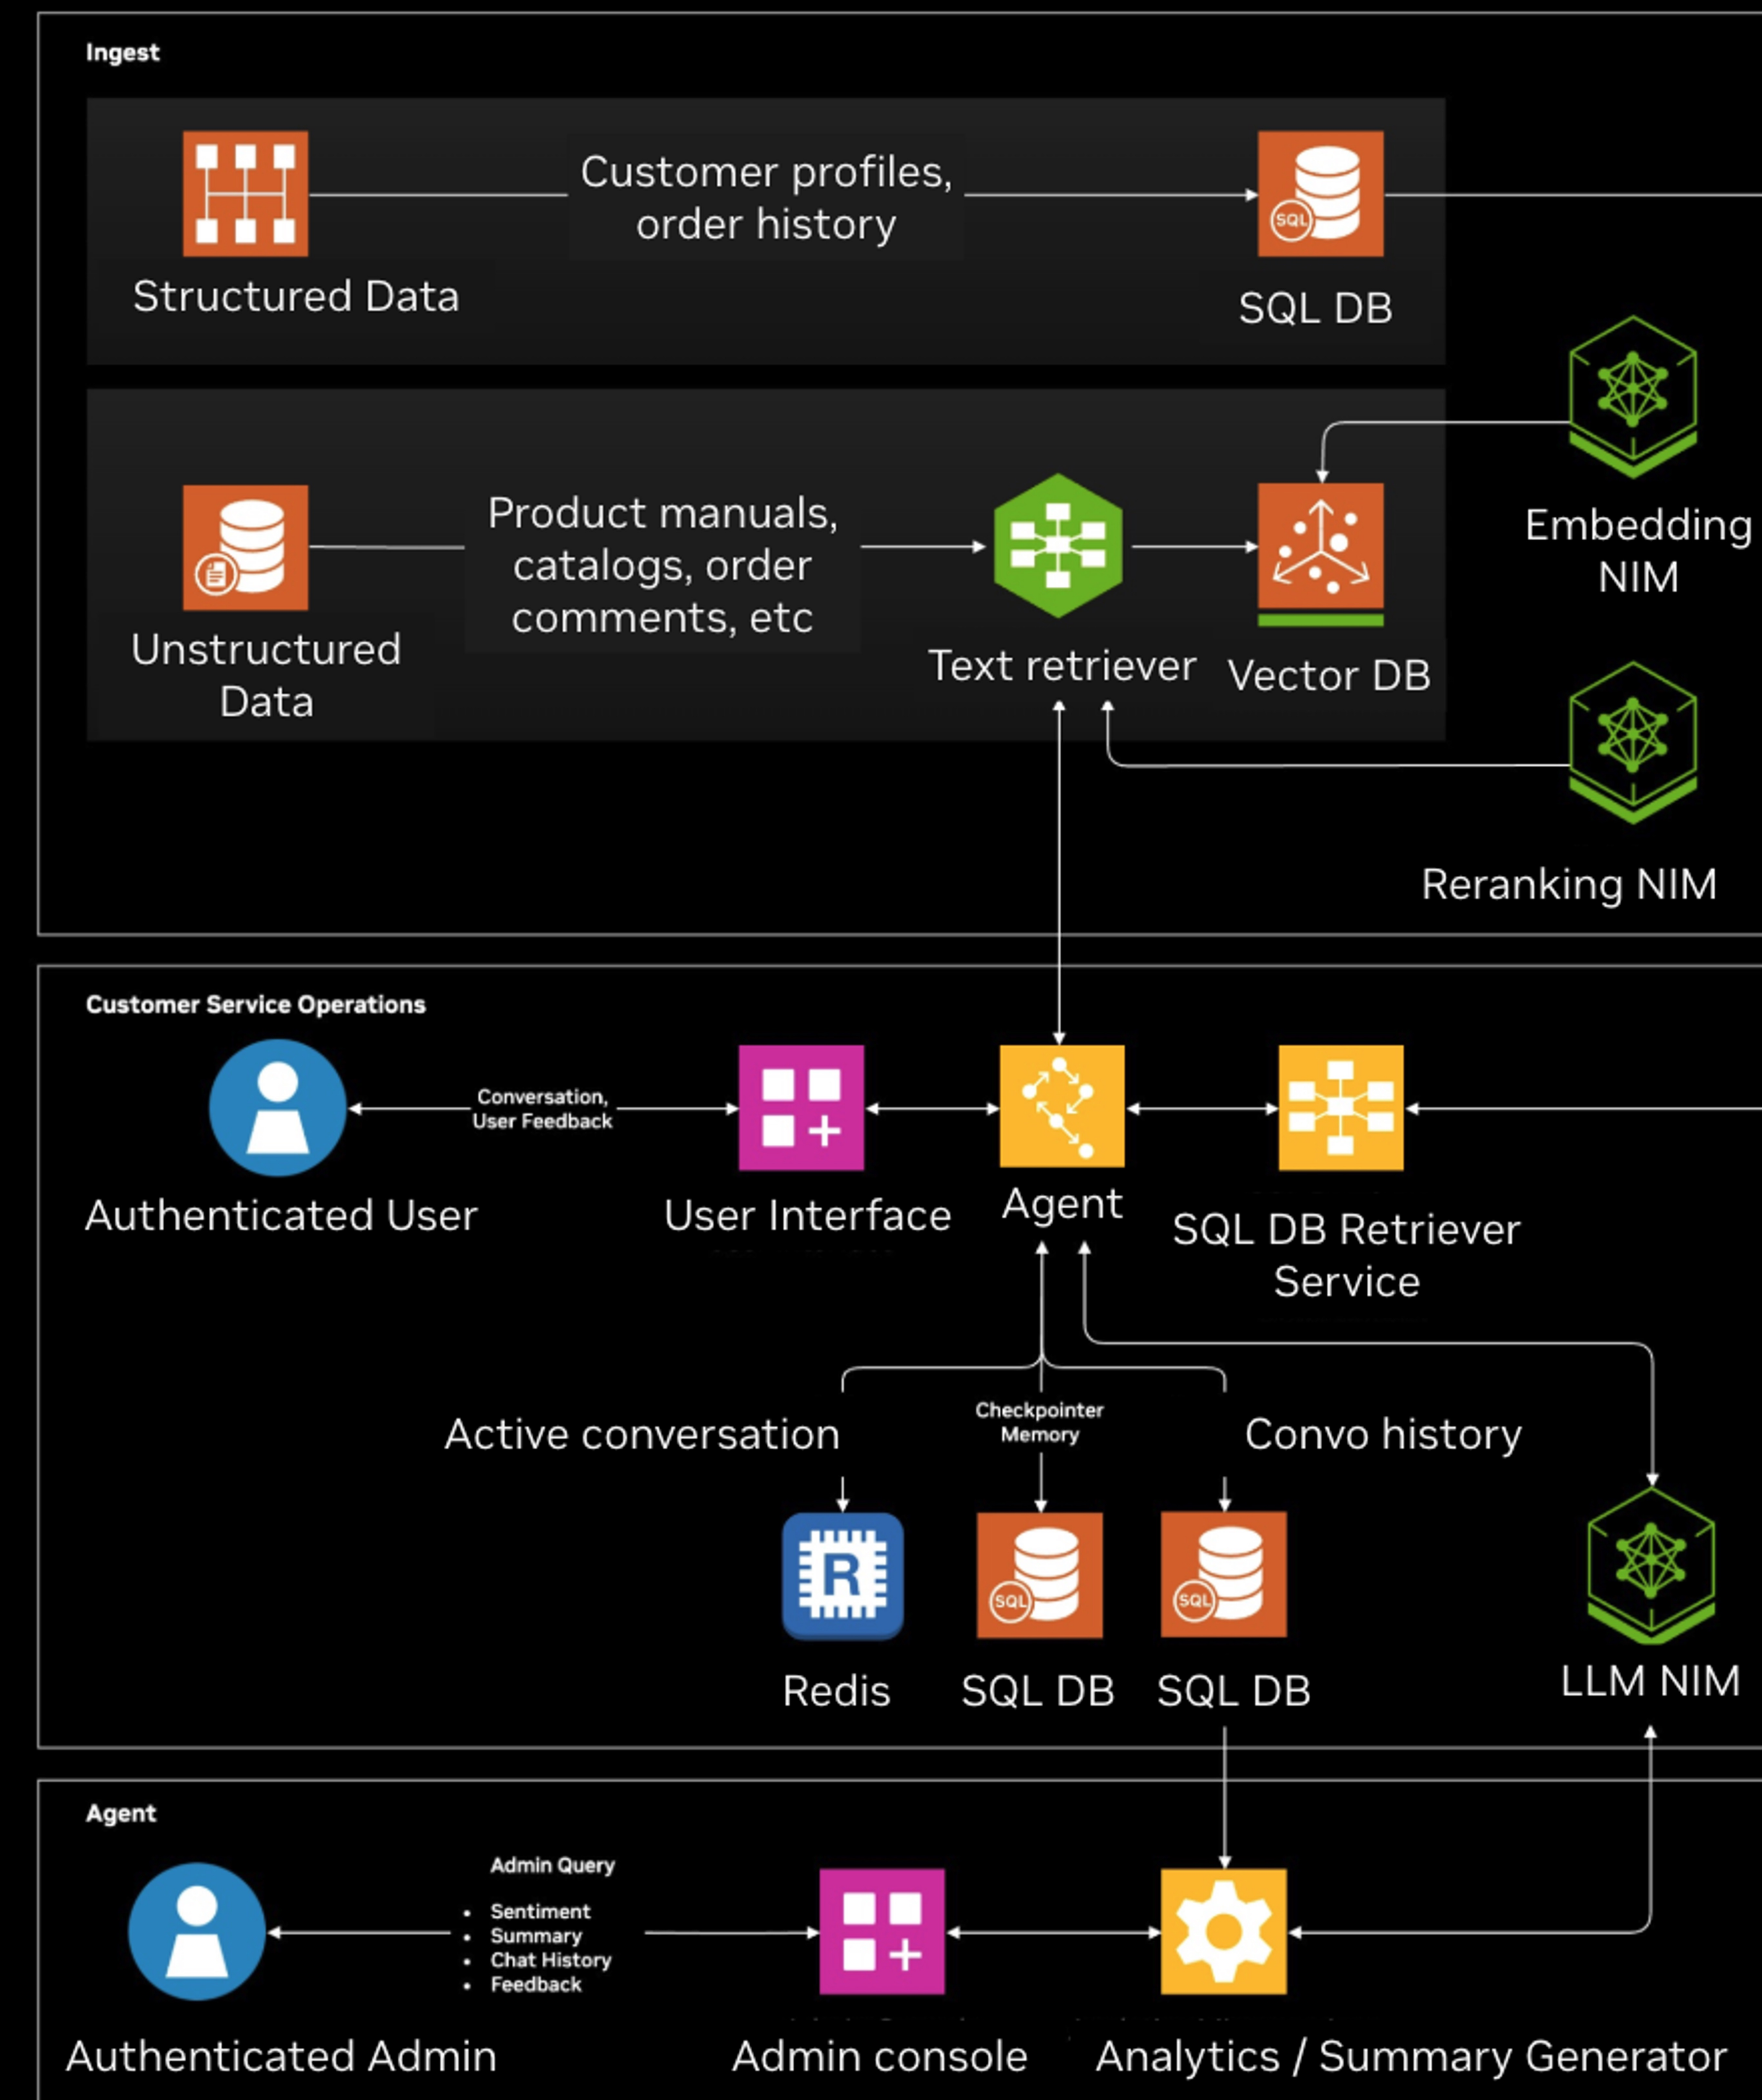 Ingest
Customer profiles,
order history
SQL
Structured Data
SQL DB
Product manuals,
catalogs, order
comments, etc
Embedding
NIM
Unstructured
Data
Text retriever
Vector DB
Reranking NIM
Customer Service Operations
Conversation,
User Feedback
Authenticated User
User Interface
Agent
SQL DB Retriever
Service
Active conversation
Checkpointer
Memory
Convo history
R
SQL
SQL
Redis
SQL DB
SQL DB
LLM NIM
Agent
Admin Query
• Sentiment
• Summary
• Chat History
• Feedback
Authenticated Admin
Admin console
Analytics / Summary Generator